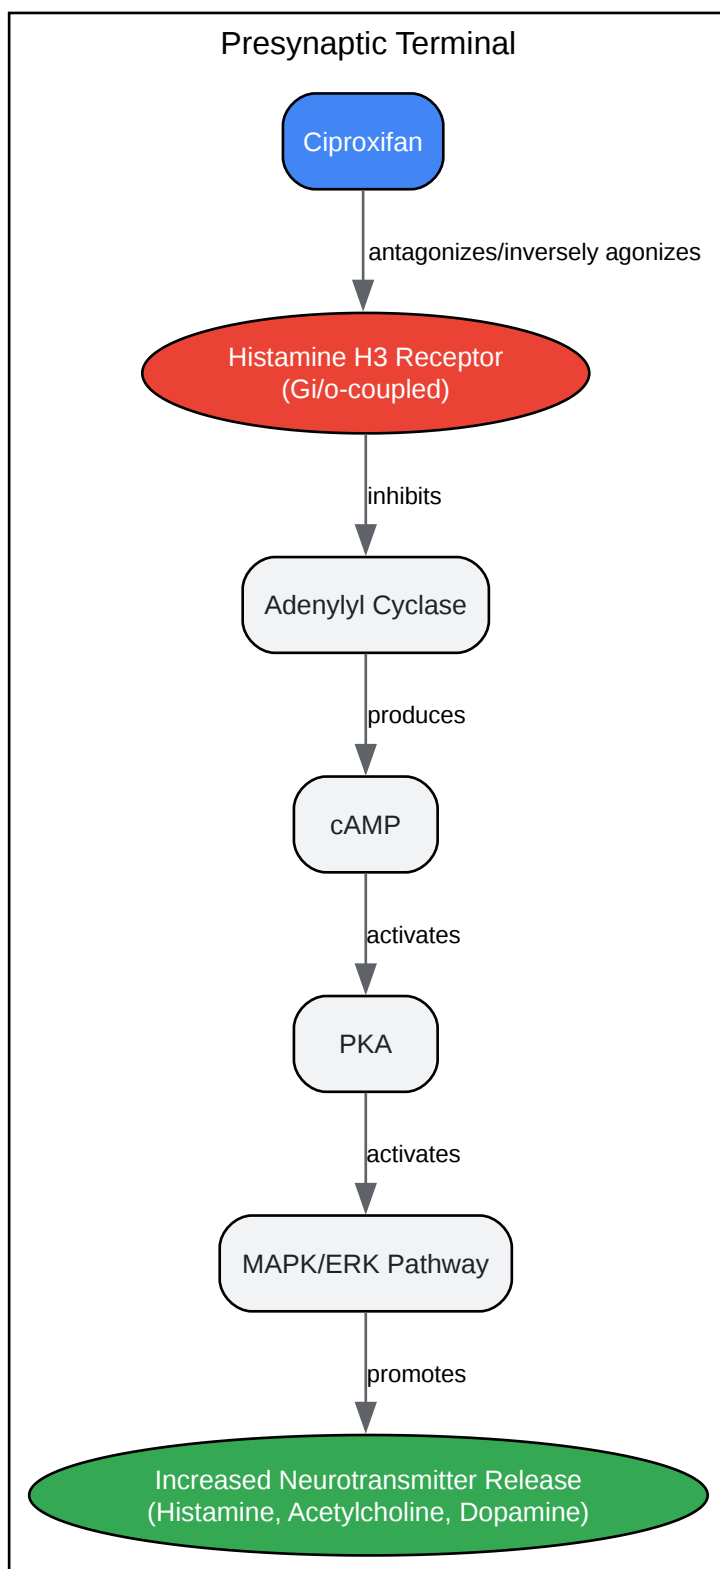 Presynaptic Terminal
Ciproxifan
antagonizes/inversely agonizes
Histamine H3 Receptor
(Gi/o-coupled)
inhibits
Adenylyl Cyclase
produces
cAMP
activates
PKA
activates
MAPK/ERK Pathway
promotes
Increased Neurotransmitter Release
(Histamine, Acetylcholine, Dopamine)